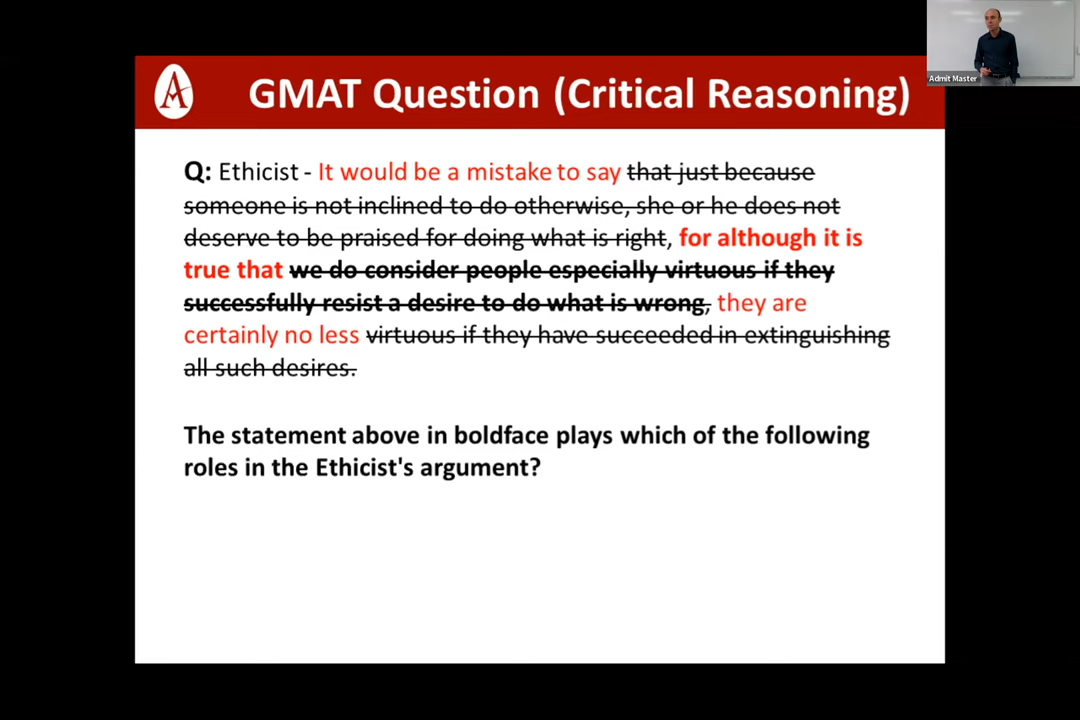 Admit Master
GMAT Question (Critical Reasoning)
Q: Ethicist - It would be a mistake to say that just because
someone is not inclined to do otherwise, she or he does not
deserve to be praised for doing what is right, for although it is
true that we do consider people especially virtuous if they
successfully resist a desire to do what is wrong, they are
certainly no less virtuous if they have succeeded in extinguishing
all such desires.
The statement above in boldface plays which of the following
roles in the Ethicist's argument?